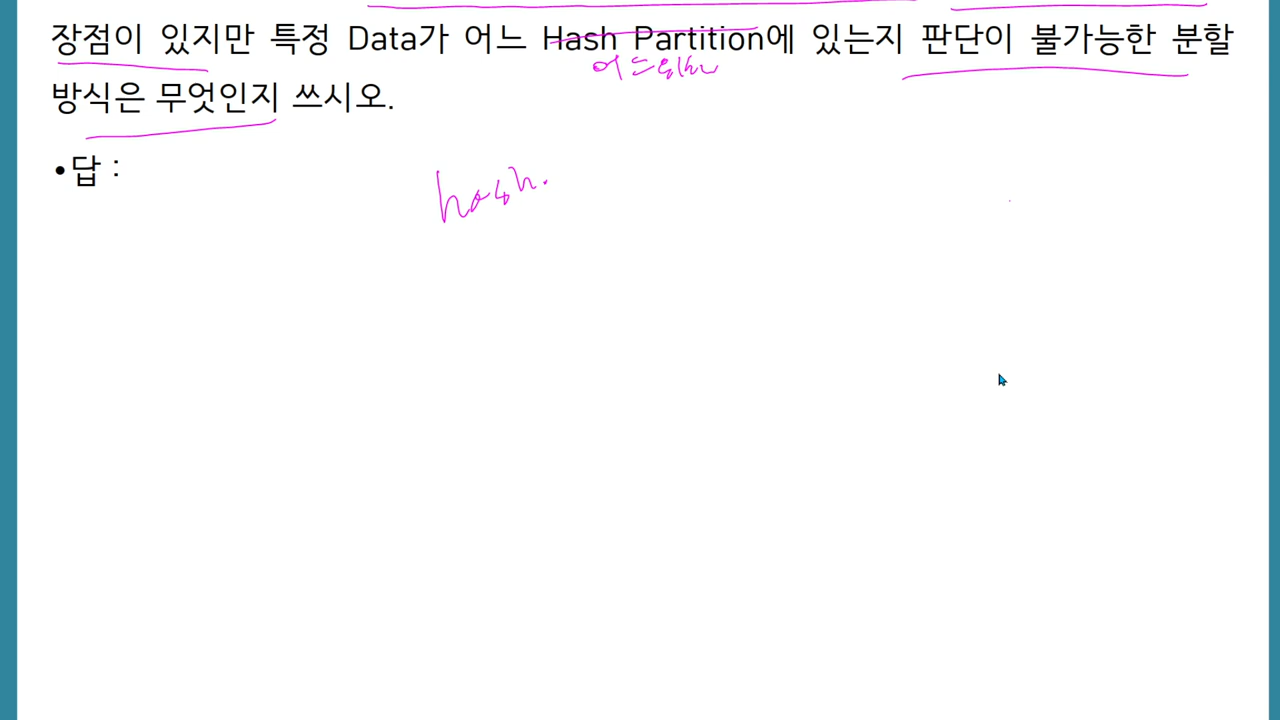 장점이 있지만 특정 Data가 어느 Hash Partition에 있는지 판단이 불가능한 분할
방식은 무엇인지 쓰시오.
•답 :
hash.